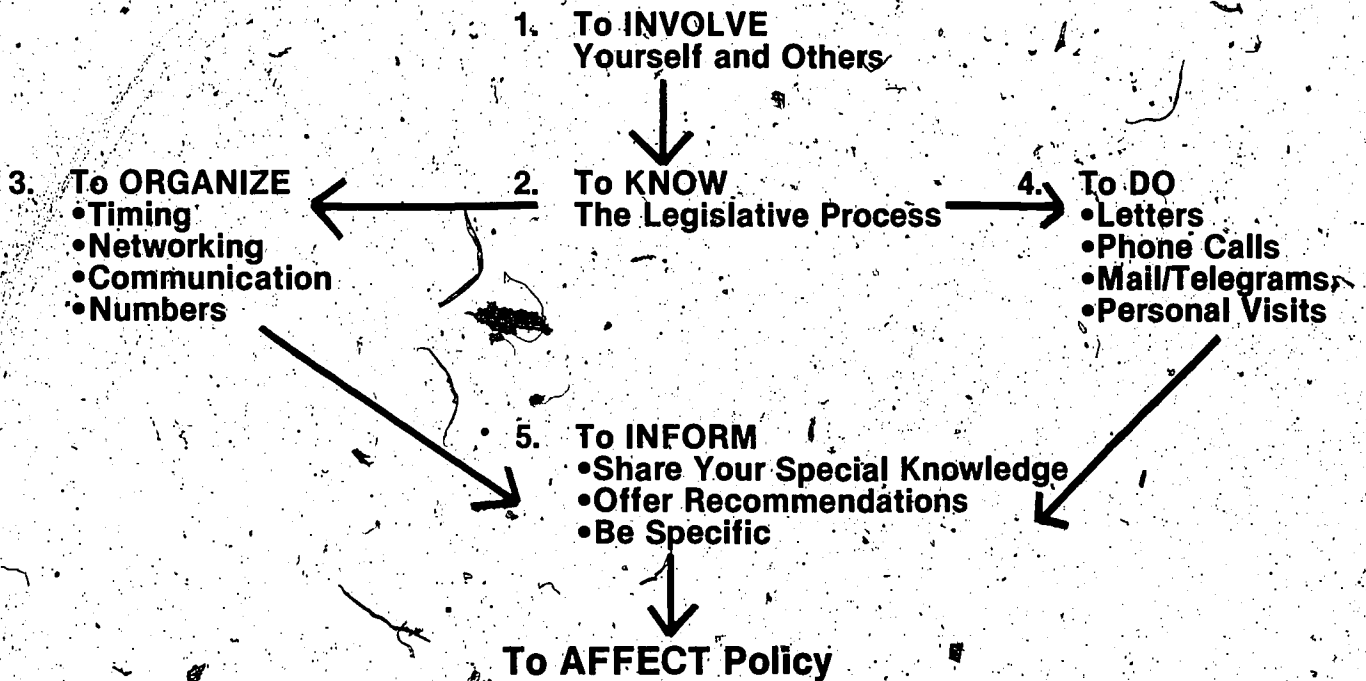 1. To INVOLVE
Yourself and Others
2. To KNOW
The Legislative Process
3. To ORGANIZE
•Timing
•Networking
•Communication
•Numbers
4. To DO
•Letters
•Phone Calls
•Mail/Telegrams
•Personal Visits
5. To INFORM
•Share Your Special Knowledge
•Offer Recommendations
•Be Specific
To AFFECT Policy